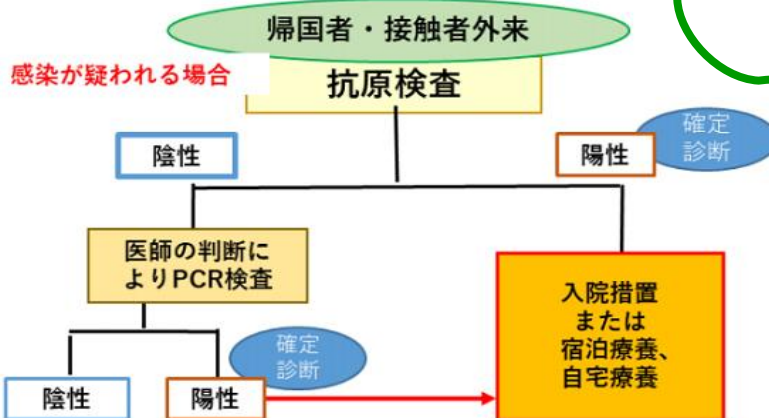 帰国者・接触者外来
感染が疑われる場合
抗原検査
陰性
陽性
確定
診断
医師の判断に
よりPCR検査
入院措置
または
宿泊療養、
自宅療養
確定
診断
陰性
陽性